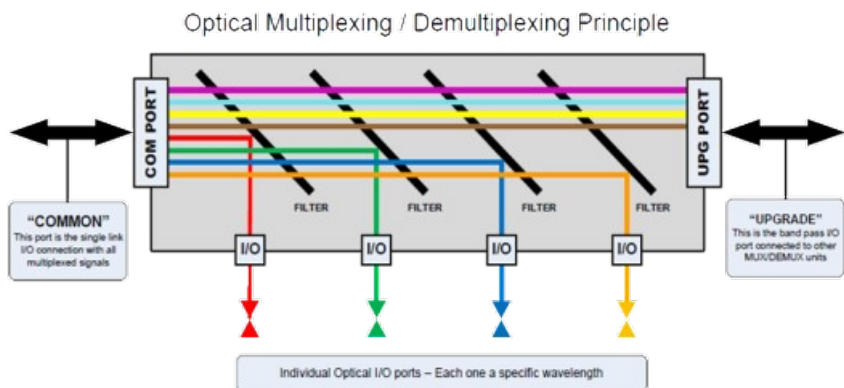 Optical Multiplexing / Demultiplexing Principle
COM PORT
UPG PORT
FILTER
FILTER
FILTER
FILTER
"COMMON"
This port is the single link
I/O connection with all
multiplexed signals
"UPGRADE"
This is the band pass I/O
port connected to other
MUX/DEMUX units
I/O
I/O
I/O
I/O
Individual Optical I/O ports – Each one a specific wavelength